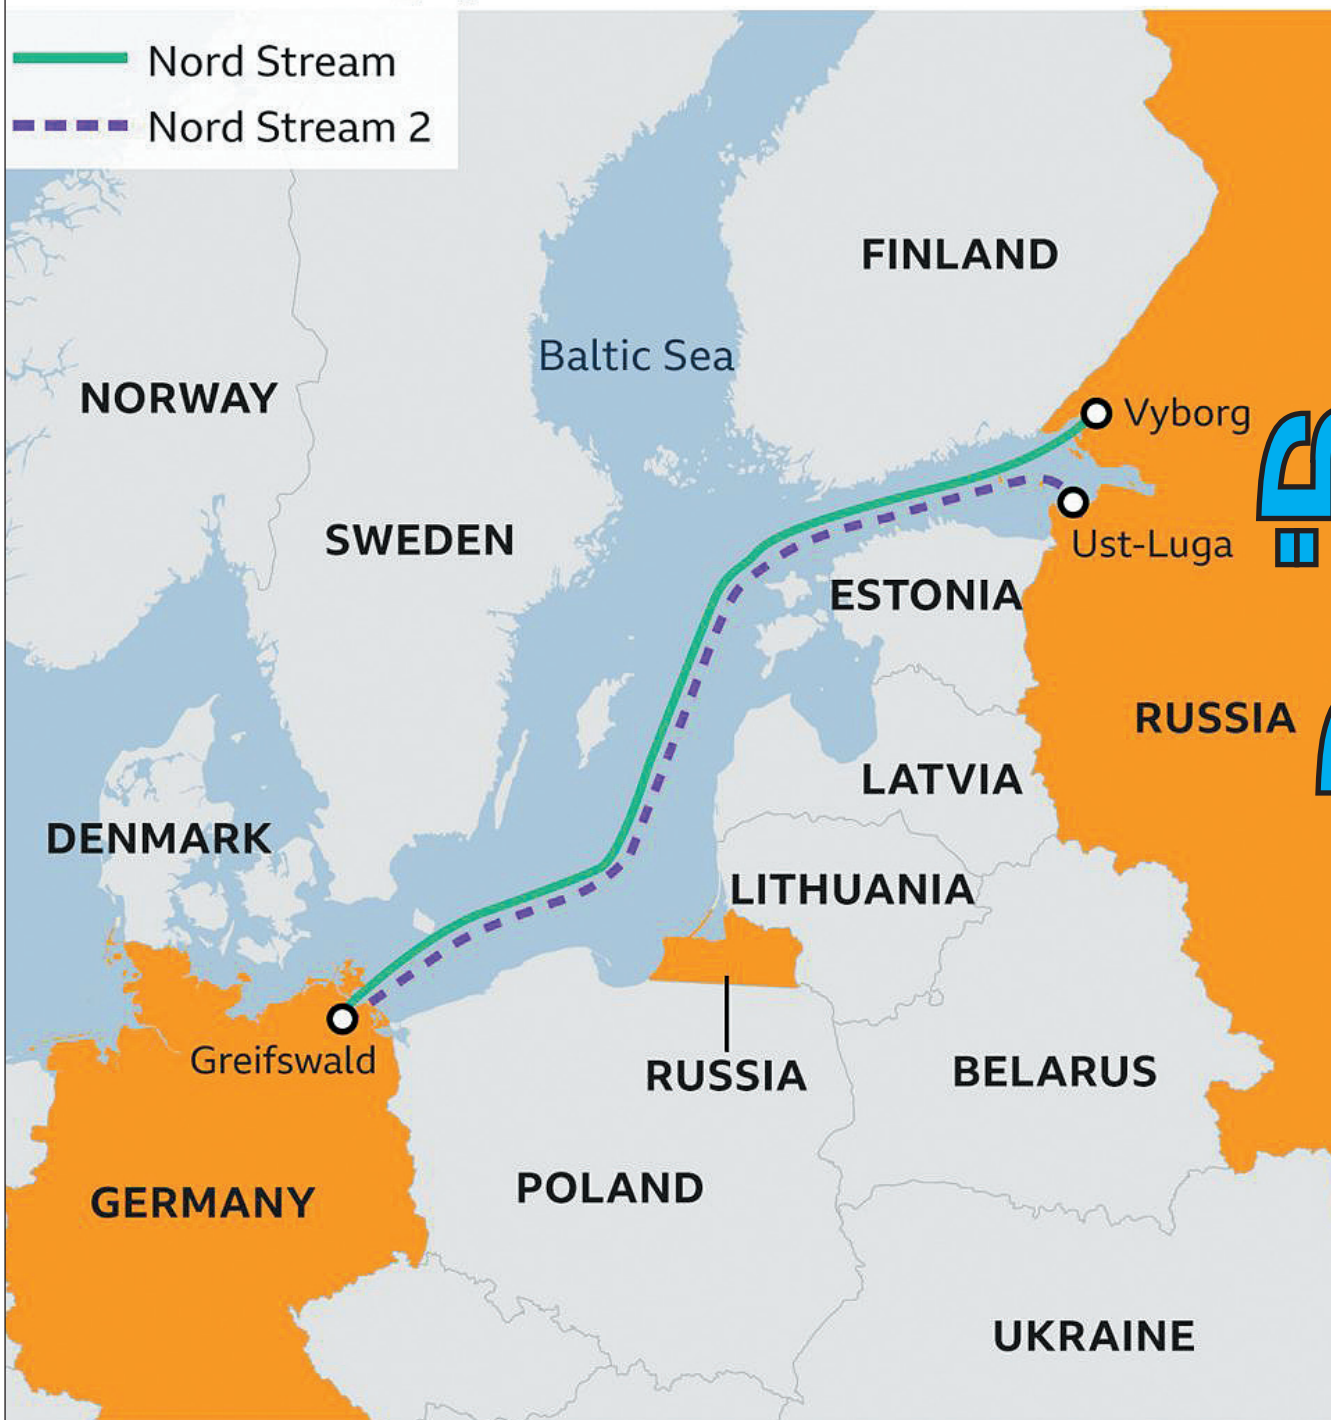 Nord Stream
Nord Stream 2
FINLAND
Baltic Sea
NORWAY
Vyborg
SWEDEN
Ust-Luga
ESTONIA
RUSSIA
LATVIA
DENMARK
LITHUANIA
Greifswald
RUSSIA
BELARUS
POLAND
GERMANY
UKRAINE